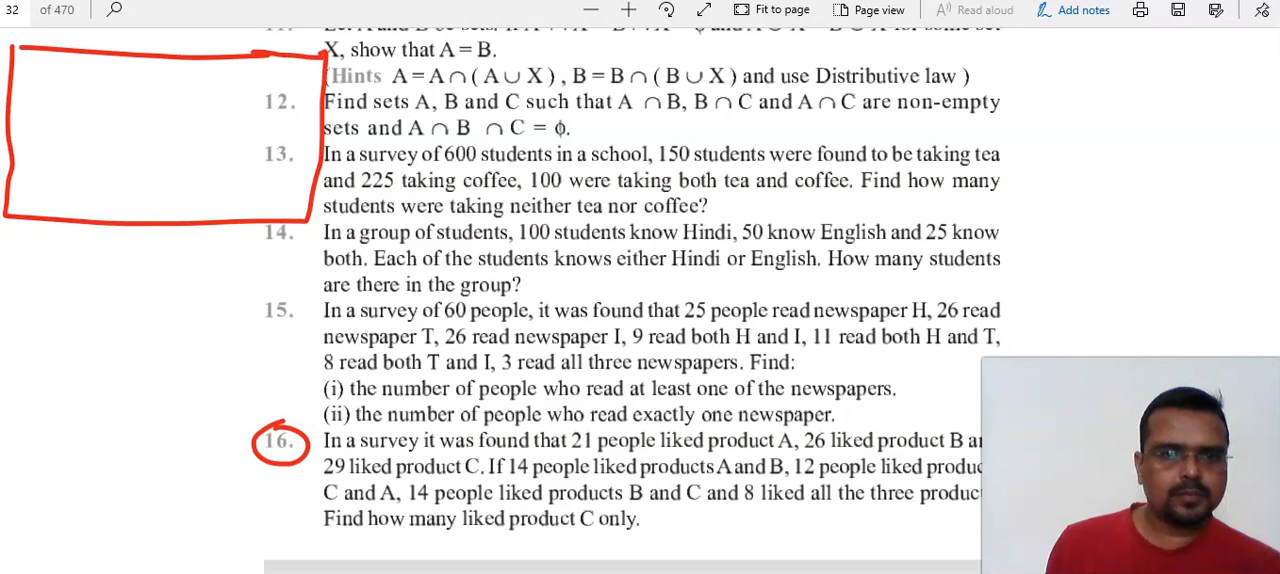 32 of 470 Fit to page Page view Read aloud Add notes
X, show that A = B.
(Hints A = A ∩ ( A ∪ X ) , B = B ∩ ( B ∪ X ) and use Distributive law )
12. Find sets A, B and C such that A ∩ B, B ∩ C and A ∩ C are non-empty
sets and A ∩ B ∩ C = ϕ.
13. In a survey of 600 students in a school, 150 students were found to be taking tea
and 225 taking coffee, 100 were taking both tea and coffee. Find how many
students were taking neither tea nor coffee?
14. In a group of students, 100 students know Hindi, 50 know English and 25 know
both. Each of the students knows either Hindi or English. How many students
are there in the group?
15. In a survey of 60 people, it was found that 25 people read newspaper H, 26 read
newspaper T, 26 read newspaper I, 9 read both H and I, 11 read both H and T,
8 read both T and I, 3 read all three newspapers. Find:
(i) the number of people who read at least one of the newspapers.
(ii) the number of people who read exactly one newspaper.
16. In a survey it was found that 21 people liked product A, 26 liked product B
29 liked product C. If 14 people liked products A and B, 12 people liked
C and A, 14 people liked products B and C and 8 liked all the three
Find how many liked product C only.